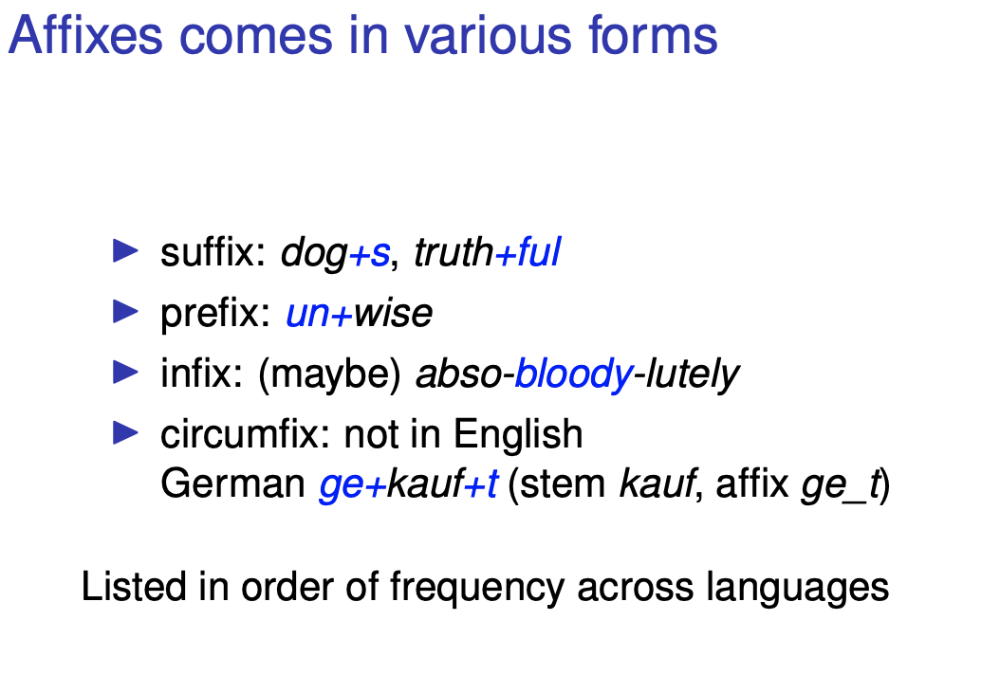 Affixes comes in various forms
▶ suffix: dog+s, truth+ful
▶ prefix: un+wise
▶ infix: (maybe) abso-bloody-lutely
▶ circumfix: not in English
German ge+kauf+t (stem kauf, affix ge_t)
Listed in order of frequency across languages